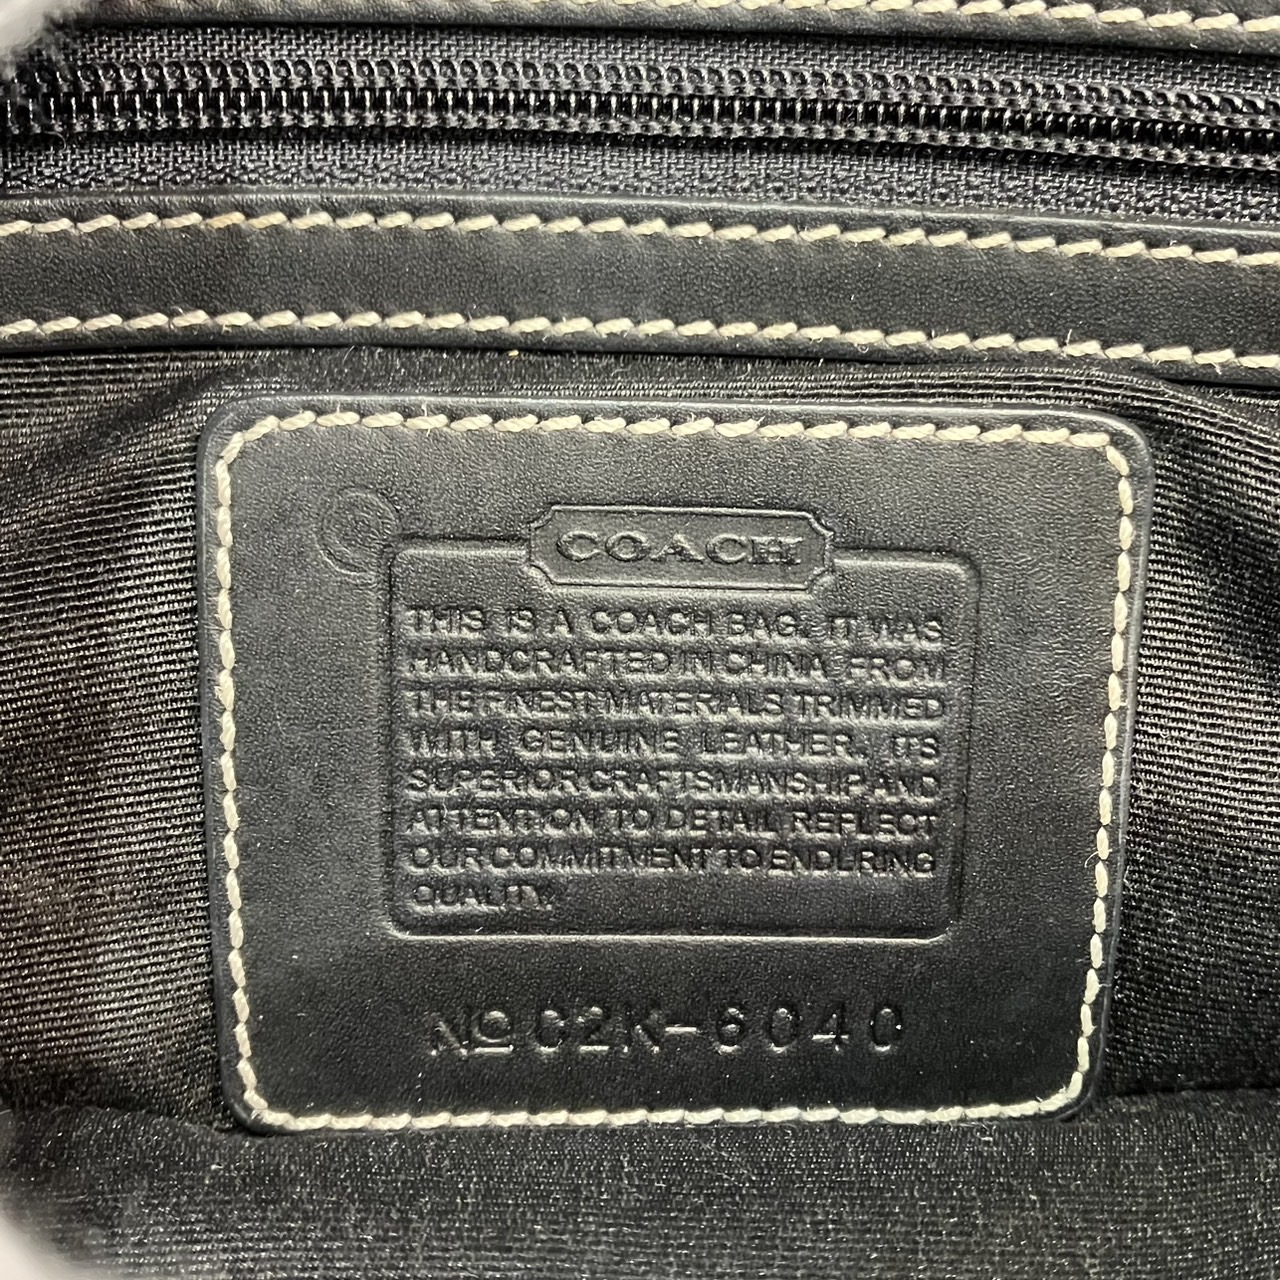 COACH
THIS IS A COACH BAG. IT WAS
HANDCRAFTED IN CHINA FROM
THE FINEST MATERIALS TRIMMED
WITH GENUINE LEATHER. ITS
SUPERIOR CRAFTSMANSHIP AND
ATTENTION TO DETAIL REFLECT
OUR COMMITMENT TO ENDURING
QUALITY.
No C2K-6040